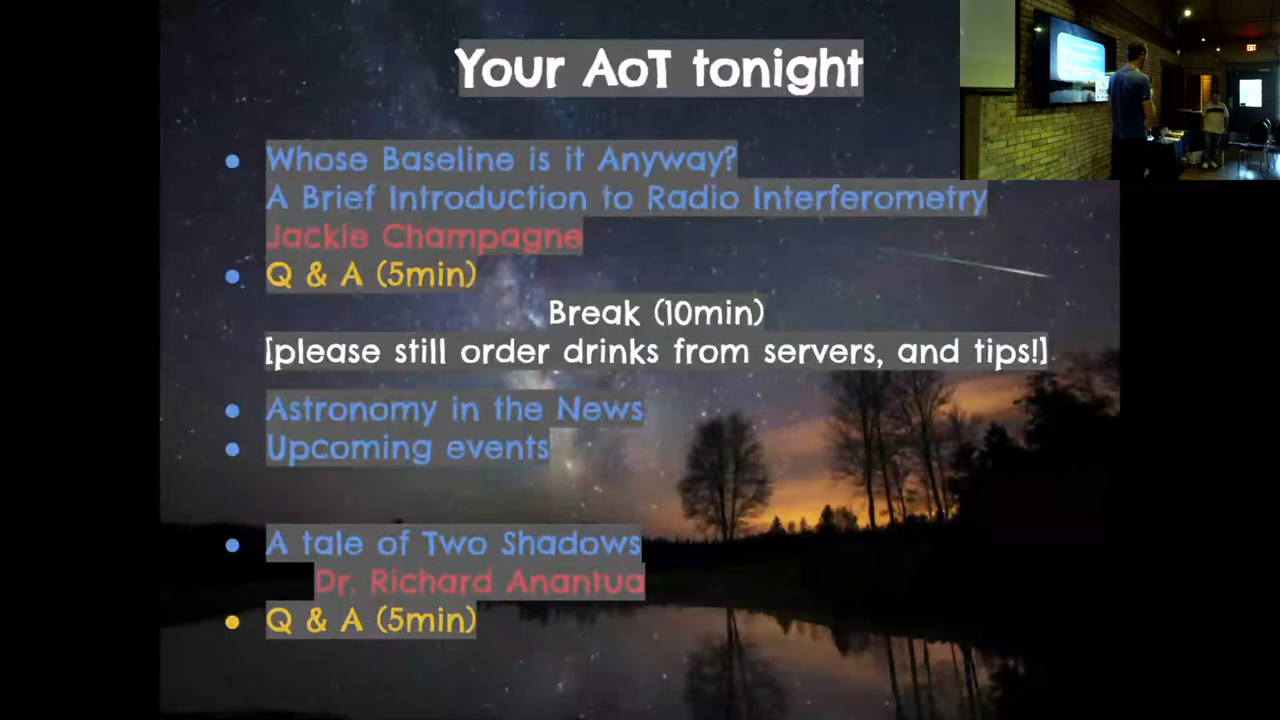 Your AoT tonight
Whose Baseline is it Anyway?
A Brief Introduction to Radio Interferometry
Jackie Champagne
Q & A (5min)
Break (10min)
[please still order drinks from servers, and tips!]
Astronomy in the News
Upcoming events
A tale of Two Shadows
Dr. Richard Anantua
Q & A (5min)
EXIT